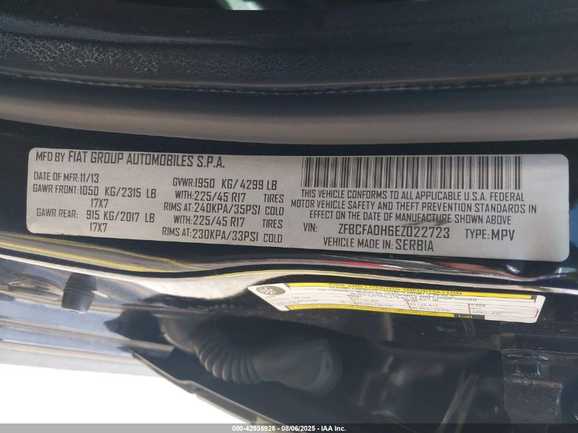 MFD BY FIAT GROUP AUTOMOBILES S.P.A.
DATE OF MFR:11/13 GVWR:1950 KG/4299 LB
GAWR FRONT:1050 KG/2315 LB WITH:225/45 R17 TIRES
17X7 RIMS AT:240KPA/35PSI COLD
GAWR REAR: 915 KG/2017 LB WITH:225/45 R17 TIRES
17X7 RIMS AT:230KPA/33PSI COLD
THIS VEHICLE CONFORMS TO ALL APPLICABLE U.S.A. FEDERAL
MOTOR VEHICLE SAFETY AND THEFT PREVENTION STANDARDS IN
EFFECT ON THE DATE OF MANUFACTURE SHOWN ABOVE
VIN: ZFBCFADH6EZ022723 TYPE: MPV
VEHICLE MADE IN: SERBIA
000-42936928 - 08/06/2025 - IAA Inc.